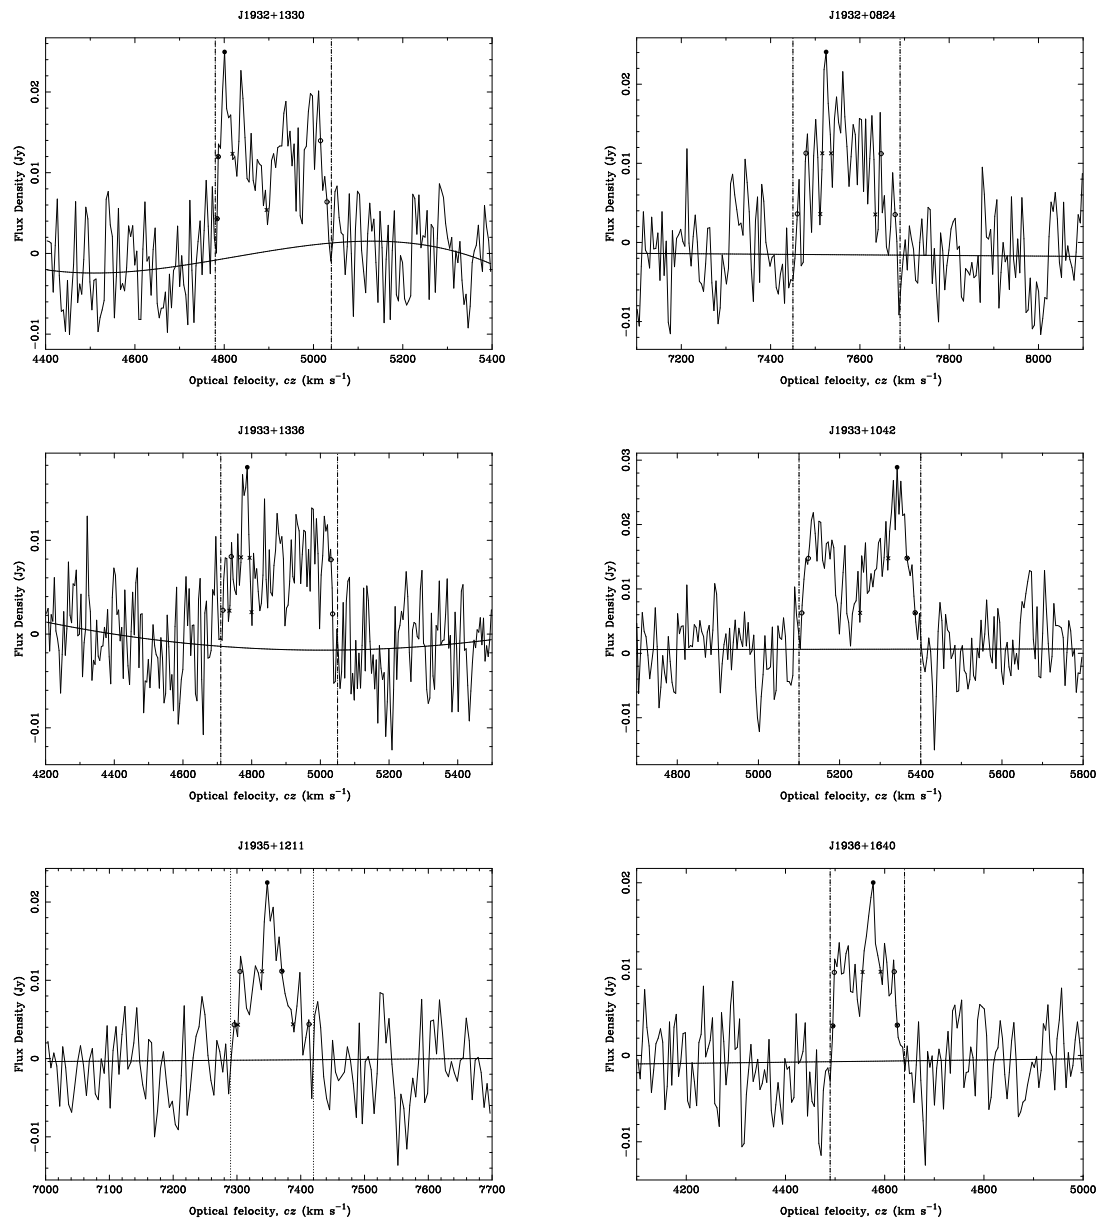 J1932+1330
J1932+0824
Flux Density (Jy)
0.02
0.01
0
−0.01
4400 4600 4800 5000 5200 5400
Optical felocity, cz (km s⁻¹)
Flux Density (Jy)
0.02
0.01
0
−0.01
7200 7400 7600 7800 8000
Optical felocity, cz (km s⁻¹)
J1933+1336
J1933+1042
Flux Density (Jy)
0.01
0
−0.01
4200 4400 4600 4800 5000 5200 5400
Optical felocity, cz (km s⁻¹)
Flux Density (Jy)
0.03
0.02
0.01
0
−0.01
4800 5000 5200 5400 5600 5800
Optical felocity, cz (km s⁻¹)
J1935+1211
J1936+1640
Flux Density (Jy)
0.02
0.01
0
−0.01
7000 7100 7200 7300 7400 7500 7600 7700
Optical felocity, cz (km s⁻¹)
Flux Density (Jy)
0.02
0.01
0
−0.01
4200 4400 4600 4800 5000
Optical felocity, cz (km s⁻¹)